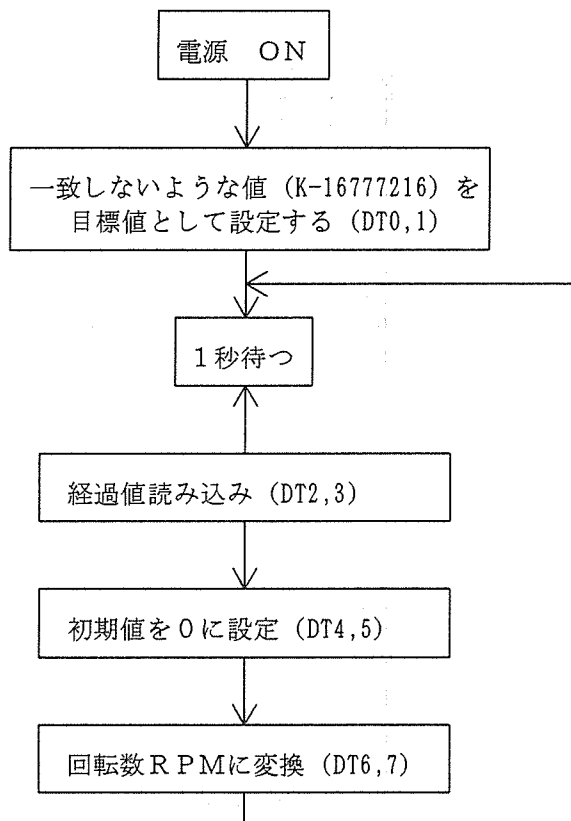 電源　ON
一致しないような値 (K-16777216) を
目標値として設定する (DT0,1)
1秒待つ
経過値読み込み (DT2,3)
初期値を0に設定 (DT4,5)
回転数RPMに変換 (DT6,7)